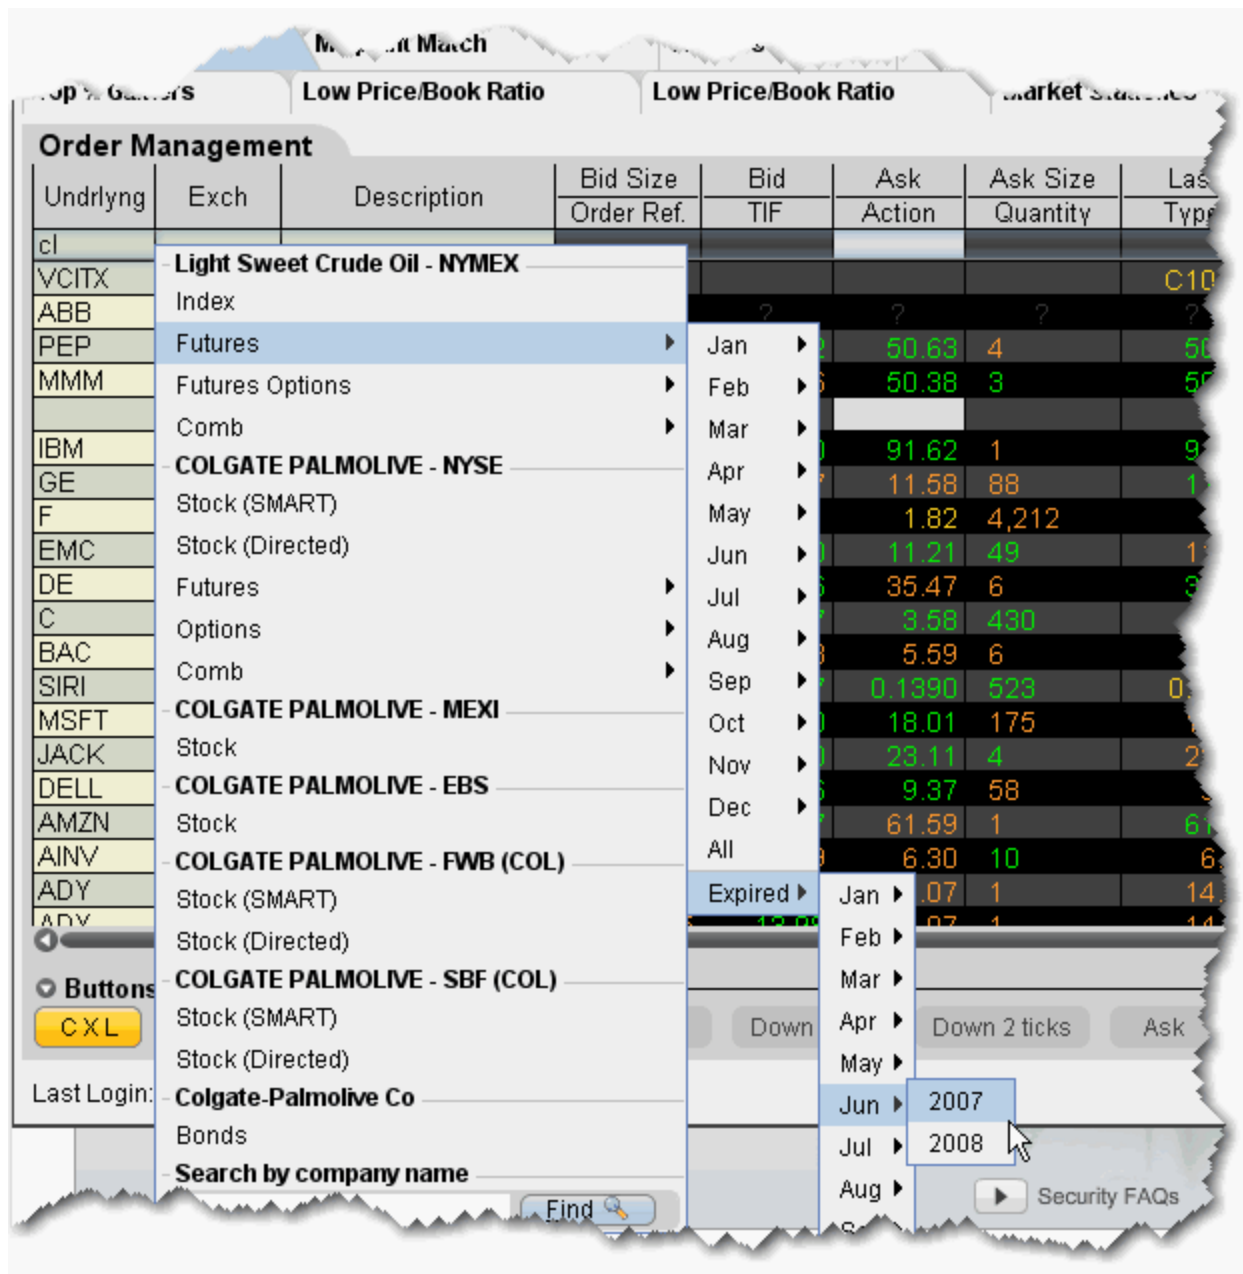 Match
Low Price/Book Ratio Low Price/Book Ratio
Order Management
Undrlyng Exch Description Bid Size Bid Ask Ask Size
Order Ref. TIF Action Quantity
cl
VCITX
ABB ? ? ?
PEP 50.63 4
MMM 50.38 3
IBM 91.62 1
GE 11.58 88
F 1.82 4,212
EMC 11.21 49
DE 35.47 6
C 3.58 430
BAC 5.59 6
SIRI 0.1390 523
MSFT 18.01 175
JACK 23.11 4
DELL 9.37 58
AMZN 61.59 1
AINV 6.30 10
ADY .07 1
ADY
Light Sweet Crude Oil - NYMEX
Index
Futures
Futures Options
Comb
COLGATE PALMOLIVE - NYSE
Stock (SMART)
Stock (Directed)
Futures
Options
Comb
COLGATE PALMOLIVE - MEXI
Stock
COLGATE PALMOLIVE - EBS
Stock
COLGATE PALMOLIVE - FWB (COL)
Stock (SMART)
Stock (Directed)
COLGATE PALMOLIVE - SBF (COL)
Stock (SMART)
Stock (Directed)
Colgate-Palmolive Co
Bonds
Search by company name
Find
Jan
Feb
Mar
Apr
May
Jun
Jul
Aug
Sep
Oct
Nov
Dec
All
Expired
Jan
Feb
Mar
Apr
May
Jun
Jul
Aug
2007
2008
Buttons
CXL Down Down 2 ticks Ask
Last Login:
Security FAQs